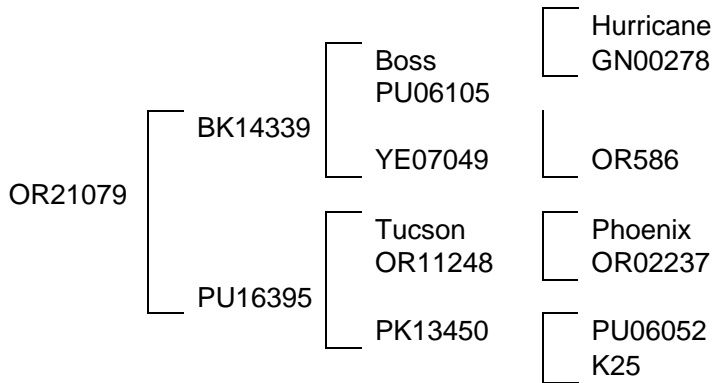 Hurricane
Boss
GN00278
PU06105
BK14339
YE07049
OR586
OR21079
Tucson
Phoenix
OR11248
OR02237
PU16395
PK13450
PU06052
K25